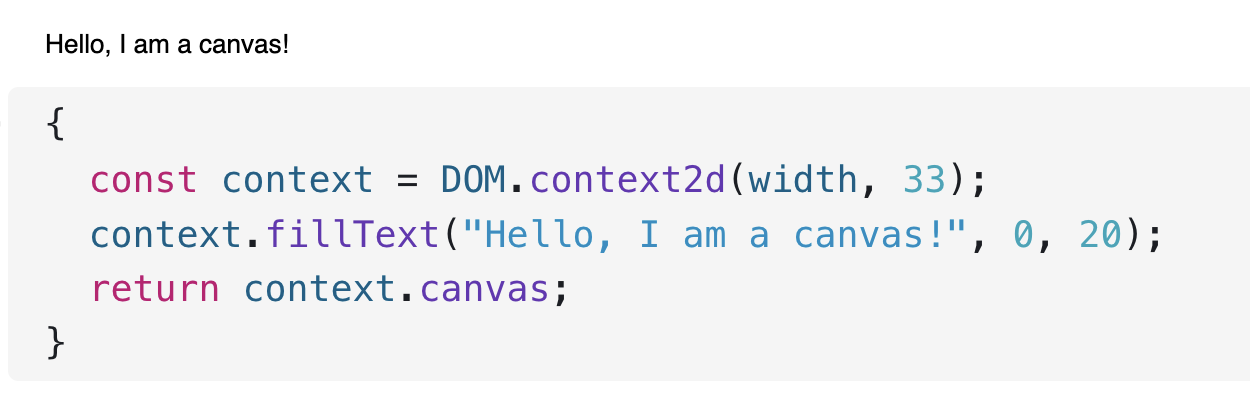 Hello, I am a canvas!
{
  const context = DOM.context2d(width, 33);
  context.fillText("Hello, I am a canvas!", 0, 20);
  return context.canvas;
}